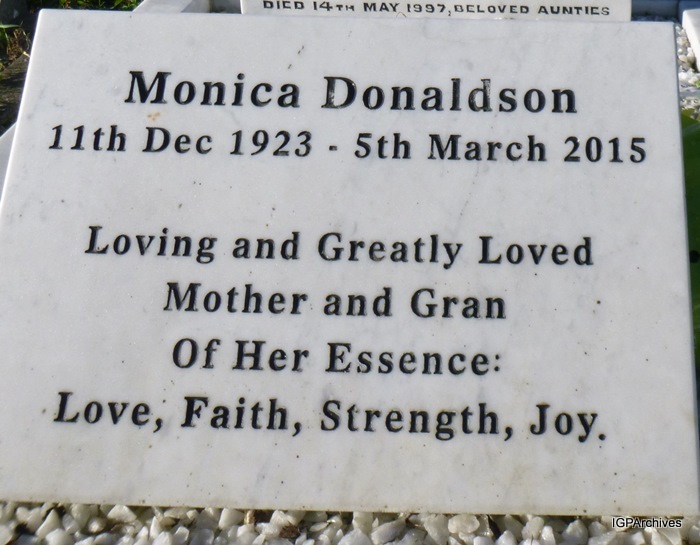 DIED 14TH MAY 1997, BELOVED AUNTIES
Monica Donaldson
11th Dec 1923 - 5th March 2015
Loving and Greatly Loved
Mother and Gran
Of Her Essence:
Love, Faith, Strength, Joy.
IGPArchives